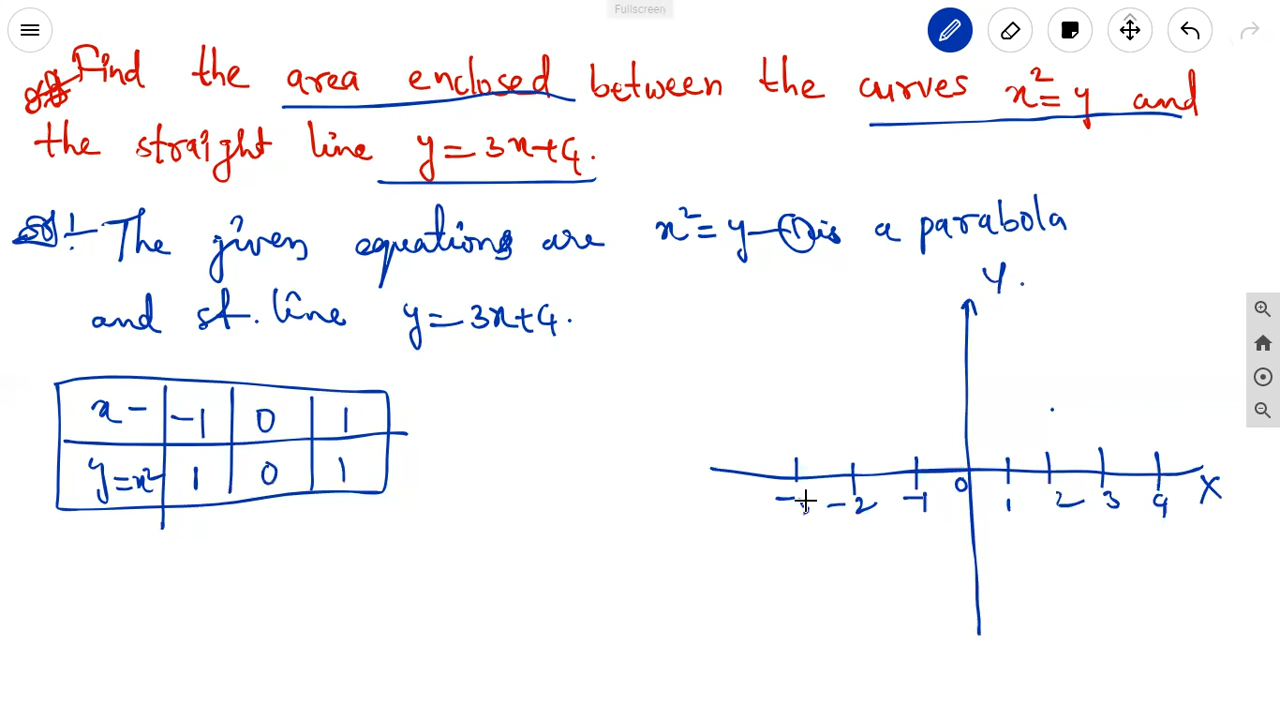 Fullscreen
Find the area enclosed between the curves x²=y and
the straight line y=3x+4.
Sol:- The given equations are x²=y—① is a parabola
and st. line y=3x+4.
Y
x - -1 0 1
y=x² 1 0 1
-2 -1 0 1 2 3 4 X